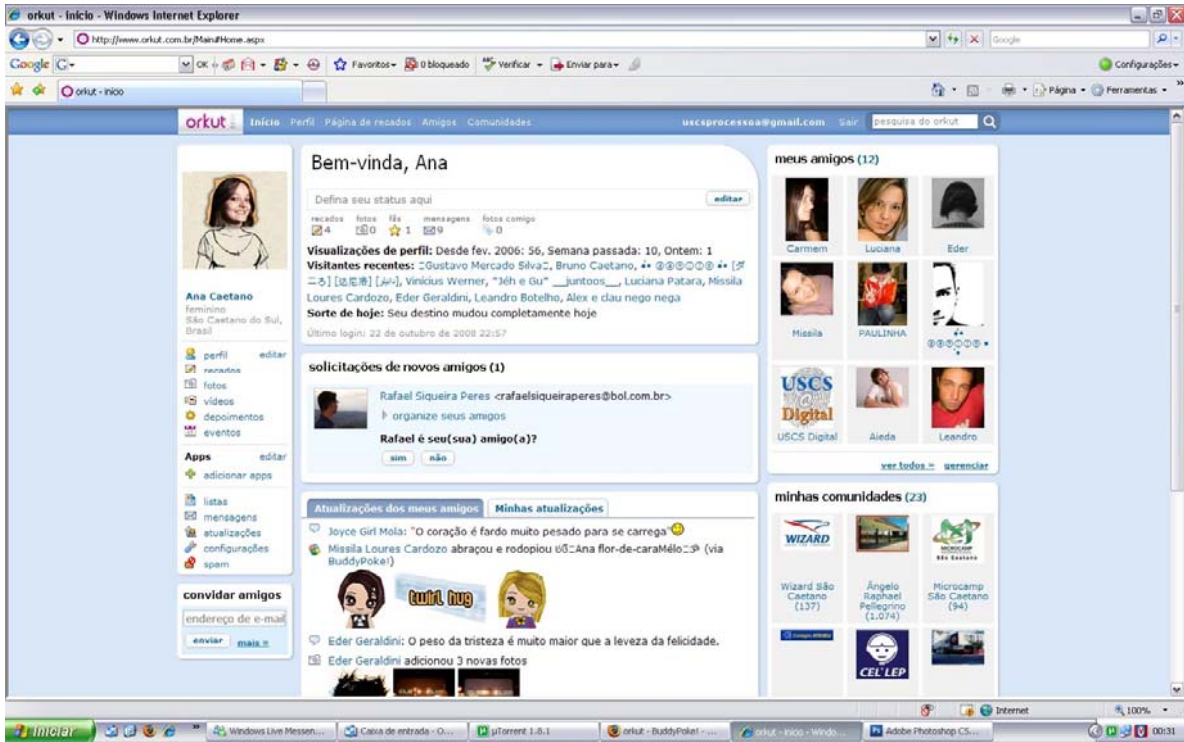 orkut - Início - Windows Internet Explorer
http://www.orkut.com.br/Main#Home.aspx
Google
Google
OK
Favoritos
0 bloqueado
Verificar
Enviar para
Configurações
orkut - Início
Página
Ferramentas
orkut
Início Perfil Página de recados Amigos Comunidades
uscsprocessoa@gmail.com Sair
pesquisa do orkut
Ana Caetano
feminino
São Caetano do Sul,
Brasil
perfil editar
recados
fotos
vídeos
depoimentos
eventos
Apps editar
adicionar apps
listas
mensagens
atualizações
configurações
spam
convidar amigos
endereço de e-mail
enviar mais »
Bem-vinda, Ana
Defina seu status aqui
editar
recados fotos fãs mensagens fotos comigo
4 0 1 9 0
Visualizações de perfil: Desde fev. 2006: 56, Semana passada: 10, Ontem: 1
Visitantes recentes: Gustavo Mercado Silva, Bruno Caetano,
Vinicius Werner, "Jéh e Gu" __juntoos__, Luciana Patara, Missila
Loures Cardozo, Eder Geraldini, Leandro Botelho, Alex e clau nego nega
Sorte de hoje: Seu destino mudou completamente hoje
Último login: 22 de outubro de 2008 22:57
solicitações de novos amigos (1)
Rafael Siqueira Peres <rafaelsiqueiraperes@bol.com.br>
organize seus amigos
Rafael é seu(sua) amigo(a)?
sim não
Atualizações dos meus amigos Minhas atualizações
Joyce Girl Mola: "O coração é fardo muito pesado para se carrega"
Missila Loures Cardozo abraçou e rodopiou Ana flor-de-caraMélo (via
BuddyPoke!)
twirl hug
Eder Geraldini: O peso da tristeza é muito maior que a leveza da felicidade.
Eder Geraldini adicionou 3 novas fotos
meus amigos (12)
Carmem Luciana Eder
Missila PAULINHA
USCS
@
Digital
USCS Digital Aieda Leandro
ver todos » gerenciar
minhas comunidades (23)
WIZARD
MICROCAMP
São Caetano
Wizard São
Caetano
(137)
Ângelo
Raphael
Pellegrino
(1.074)
Microcamp
São Caetano
(94)
CEL LEP
Internet
100%
Iniciar
Windows Live Messen...
Caixa de entrada - O...
µTorrent 1.8.1
orkut - BuddyPoke! - ...
orkut - Início - Windo...
Adobe Photoshop CS...
00:31